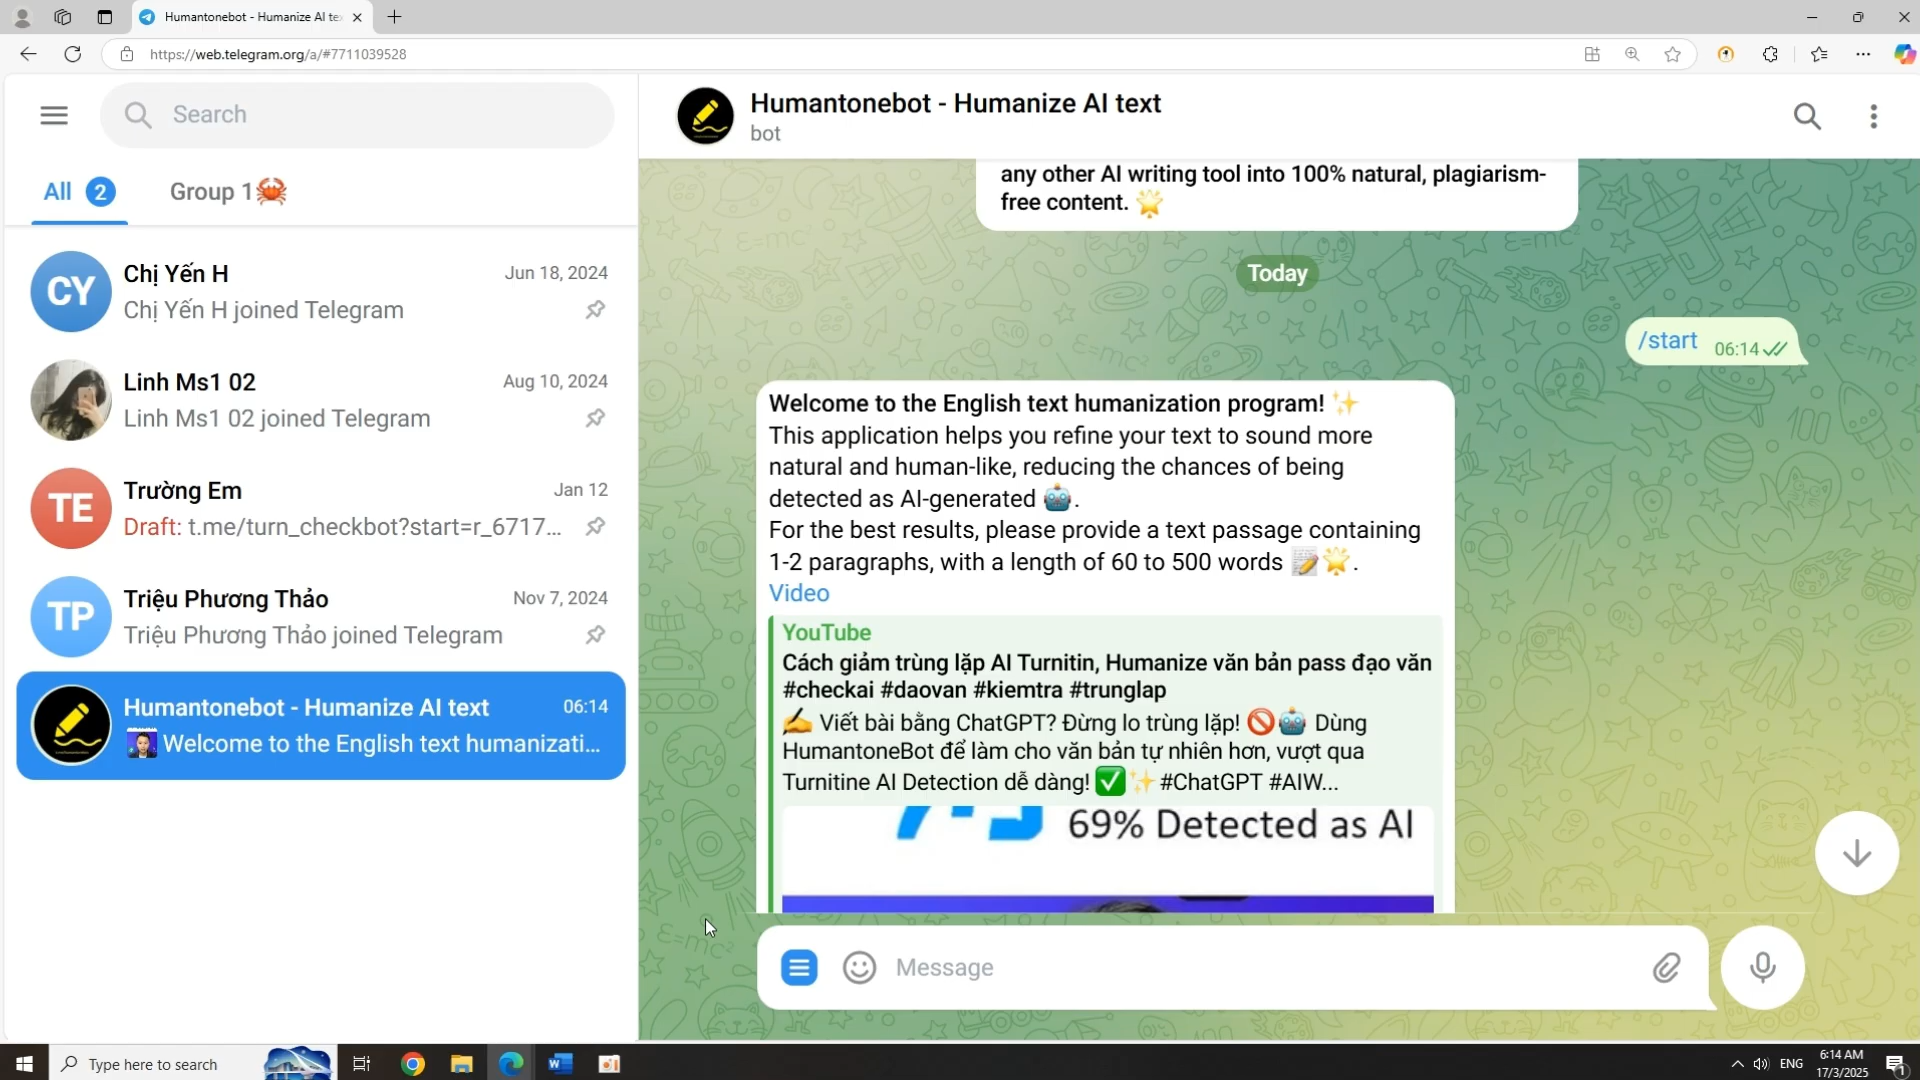 Humantonebot - Humanize AI te
https://web.telegram.org/a/#7711039528
Search
All 2
Group 1🦀
CY
Chị Yến H
Jun 18, 2024
Chị Yến H joined Telegram
Linh Ms1 02
Aug 10, 2024
Linh Ms1 02 joined Telegram
TE
Trường Em
Jan 12
Draft: t.me/turn_checkbot?start=r_6717...
TP
Triệu Phương Thảo
Nov 7, 2024
Triệu Phương Thảo joined Telegram
Humantonebot - Humanize AI text
06:14
Welcome to the English text humanizati...
Humantonebot - Humanize AI text
bot
any other AI writing tool into 100% natural, plagiarism-
free content. 🌟
Today
/start 06:14
Welcome to the English text humanization program! ✨
This application helps you refine your text to sound more
natural and human-like, reducing the chances of being
detected as AI-generated 🤖.
For the best results, please provide a text passage containing
1-2 paragraphs, with a length of 60 to 500 words 📝🌟.
Video
YouTube
Cách giảm trùng lặp AI Turnitin, Humanize văn bản pass đạo văn
#checkai #daovan #kiemtra #trunglap
✍️ Viết bài bằng ChatGPT? Đừng lo trùng lặp! 🚫🤖 Dùng
HumantoneBot để làm cho văn bản tự nhiên hơn, vượt qua
Turnitine AI Detection dễ dàng! ✅✨ #ChatGPT #AIW...
69% Detected as AI
Message
Type here to search
ENG
6:14 AM
17/3/2025
1